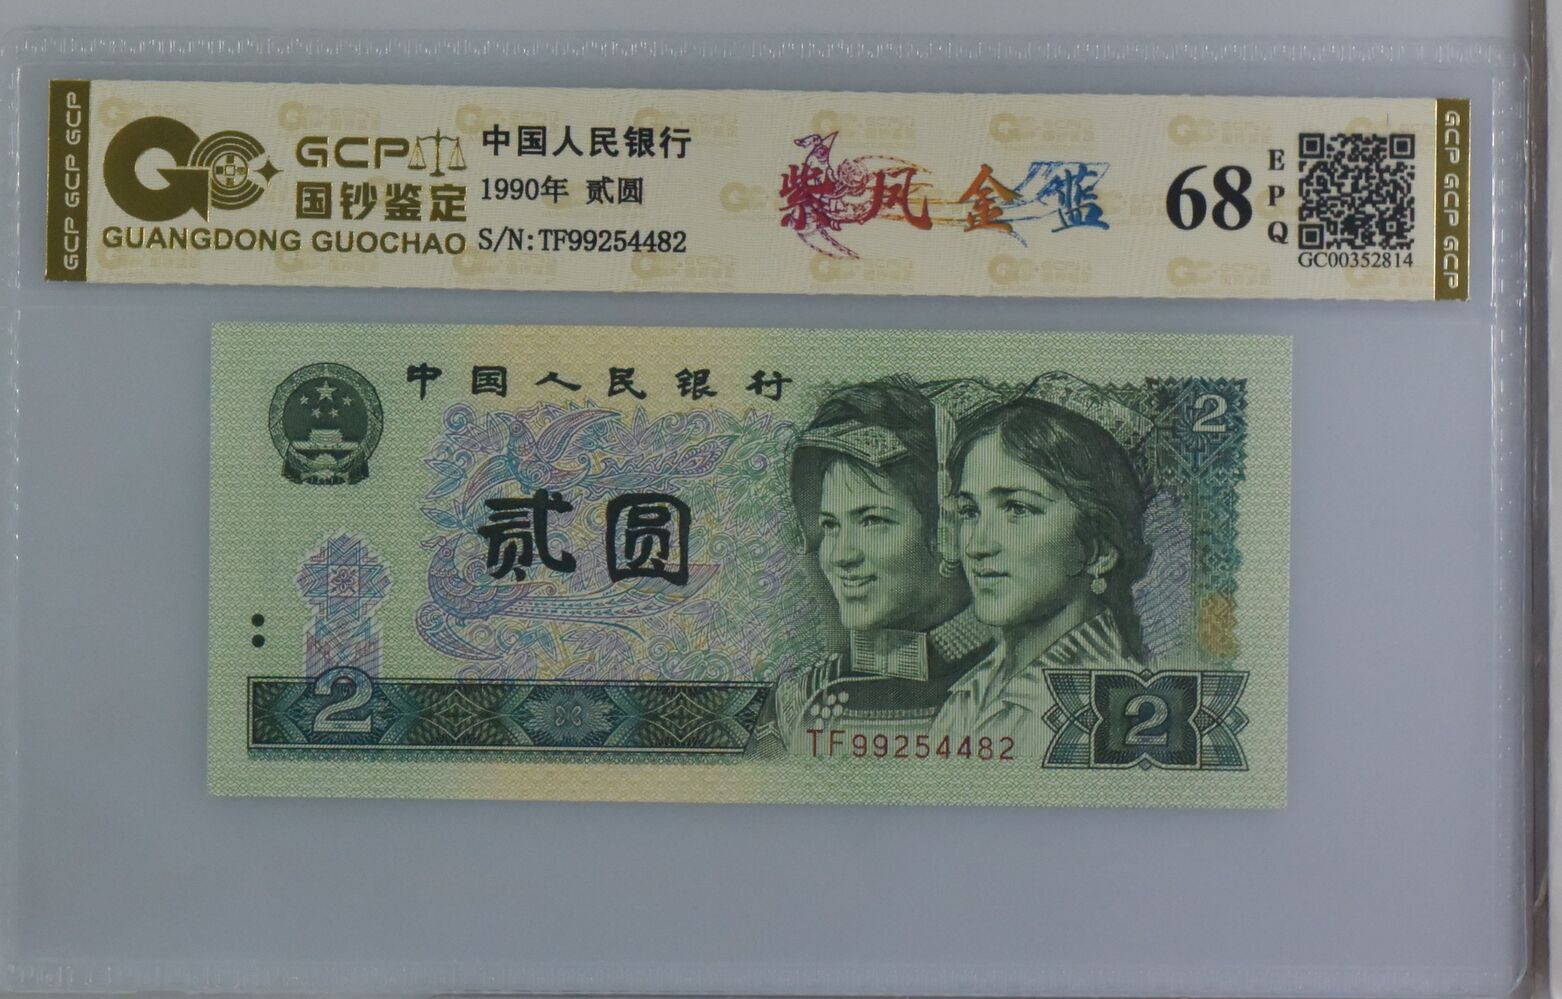 GCP GCP GCP
GCP
国钞鉴定
GUANGDONG GUOCHAO
中国人民银行
1990年 贰圆
S/N:TF99254482
紫凤金蓝
68
EPQ
GC00352814
GCP GCP GCP
中国人民银行
2
贰圆
2
TF99254482
2